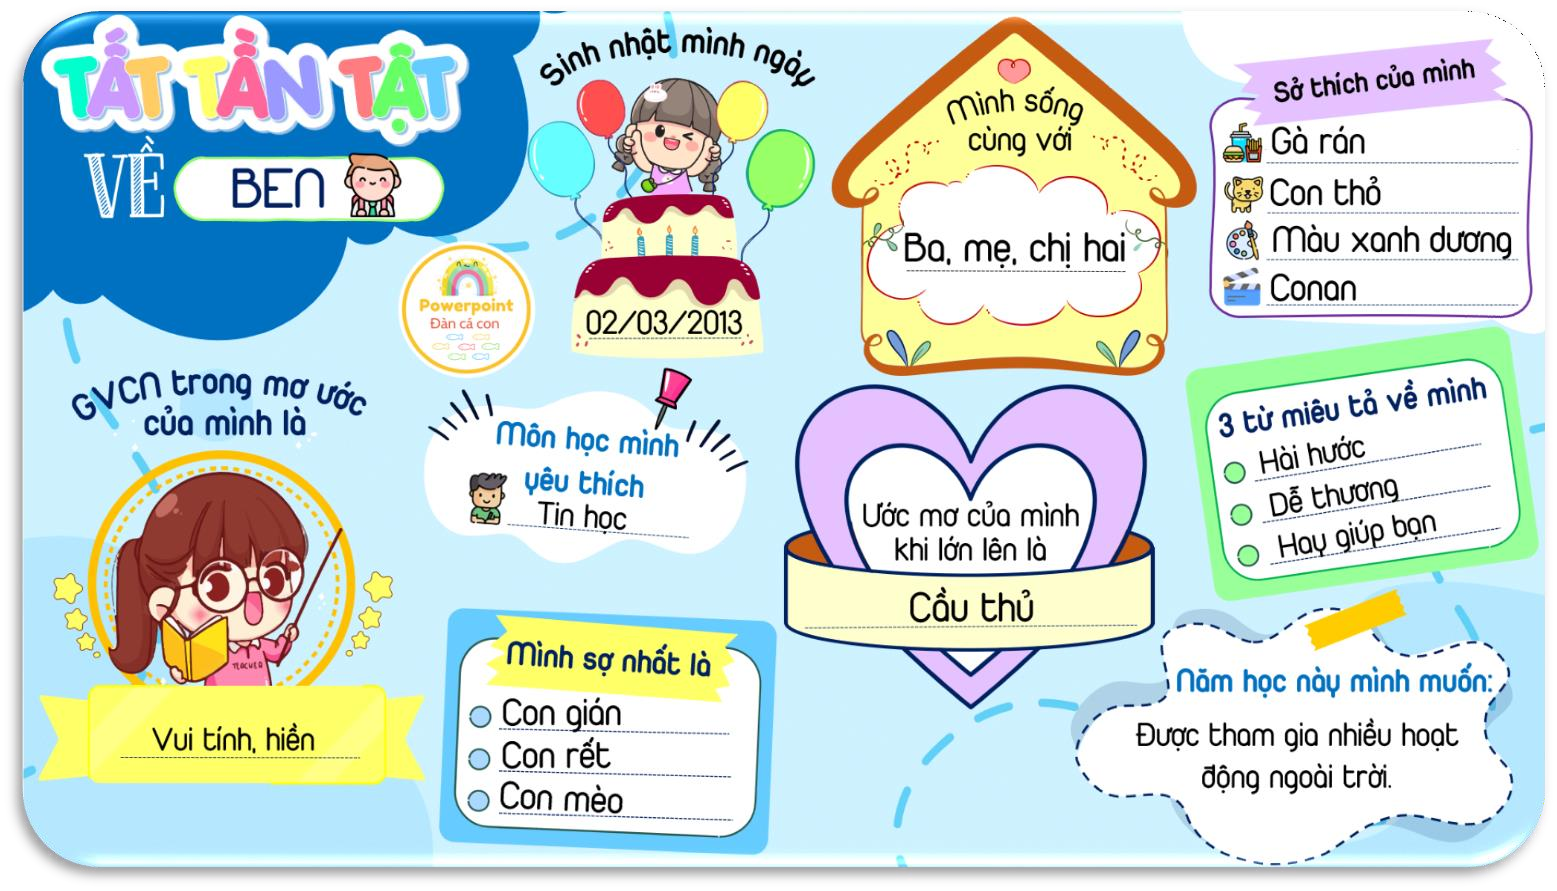 TẤT TẦN TẬT
VỀ BEN
Sinh nhật mình ngày
02/03/2013
Mình sống
cùng với
Ba, mẹ, chị hai
Sở thích của mình
Gà rán
Con thỏ
Màu xanh dương
Conan
Powerpoint
Đàn cá con
GVCN trong mơ ước
của mình là
TEACHER
Vui tính, hiền
Môn học mình
yêu thích
Tin học
Mình sợ nhất là
Con gián
Con rết
Con mèo
Ước mơ của mình
khi lớn lên là
Cầu thủ
3 từ miêu tả về mình
Hài hước
Dễ thương
Hay giúp bạn
Năm học này mình muốn:
Được tham gia nhiều hoạt
động ngoài trời.